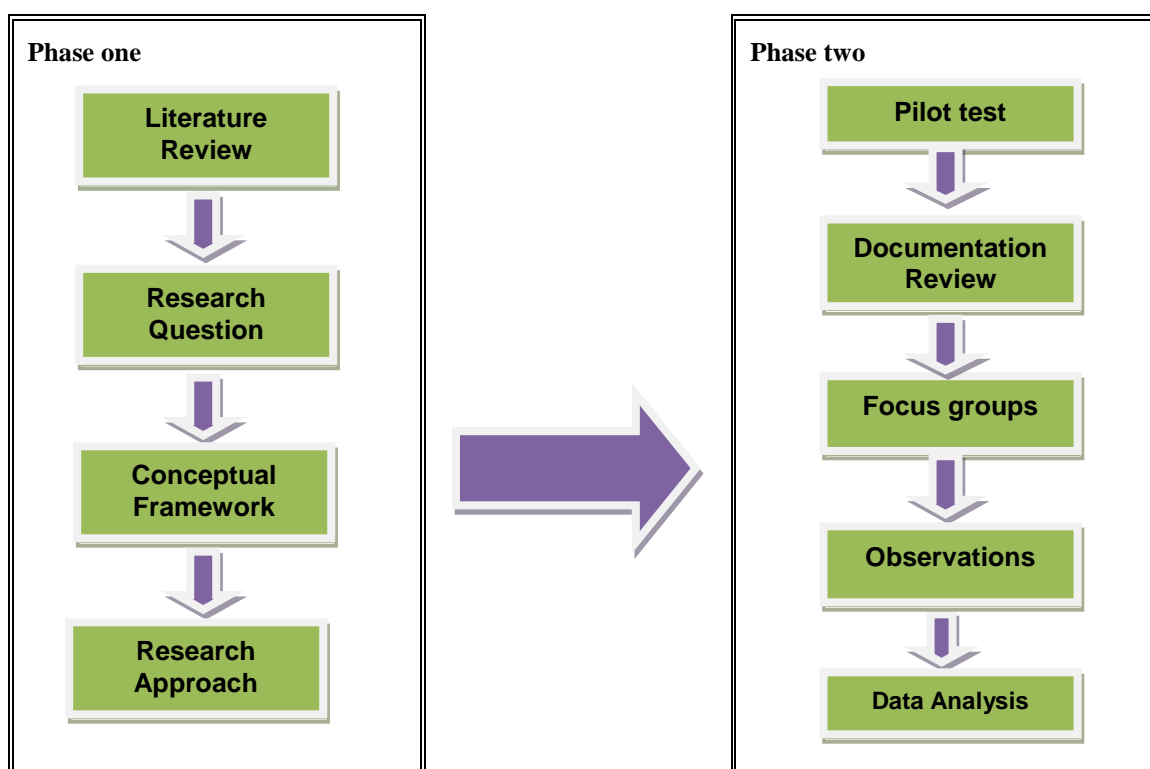 Phase one
Literature
Review
Research
Question
Conceptual
Framework
Research
Approach
Phase two
Pilot test
Documentation
Review
Focus groups
Observations
Data Analysis